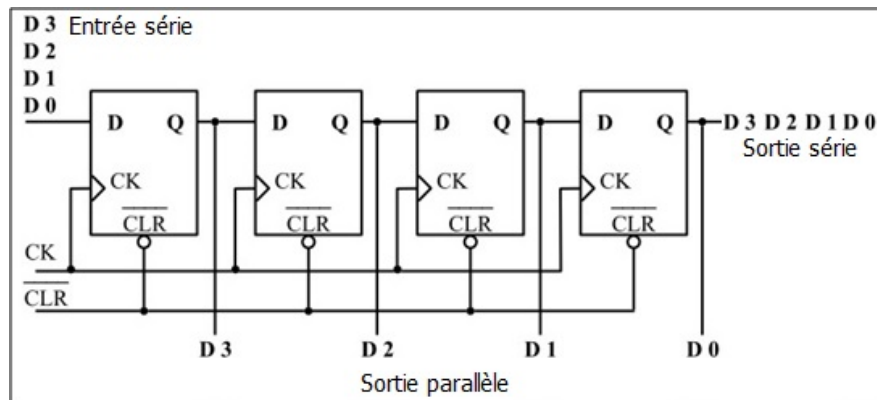 D 3 Entrée série
D 2
D 1
D 0
D Q D Q D Q D Q D 3 D 2 D 1 D 0
Sortie série
CK CK CK CK
CLR CLR CLR CLR
CK
CLR
D 3 D 2 D 1 D 0
Sortie parallèle